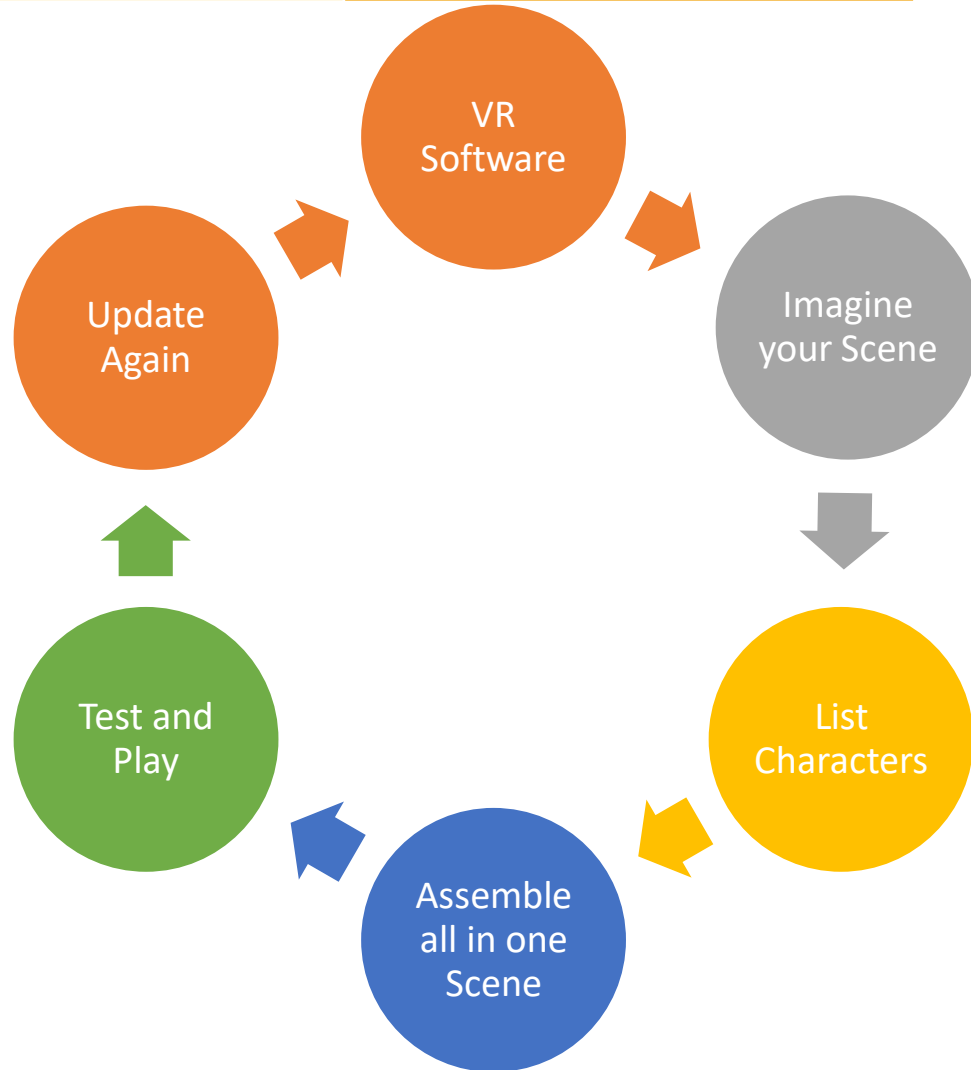 VR
Software
Imagine
your Scene
List
Characters
Assemble
all in one
Scene
Test and
Play
Update
Again